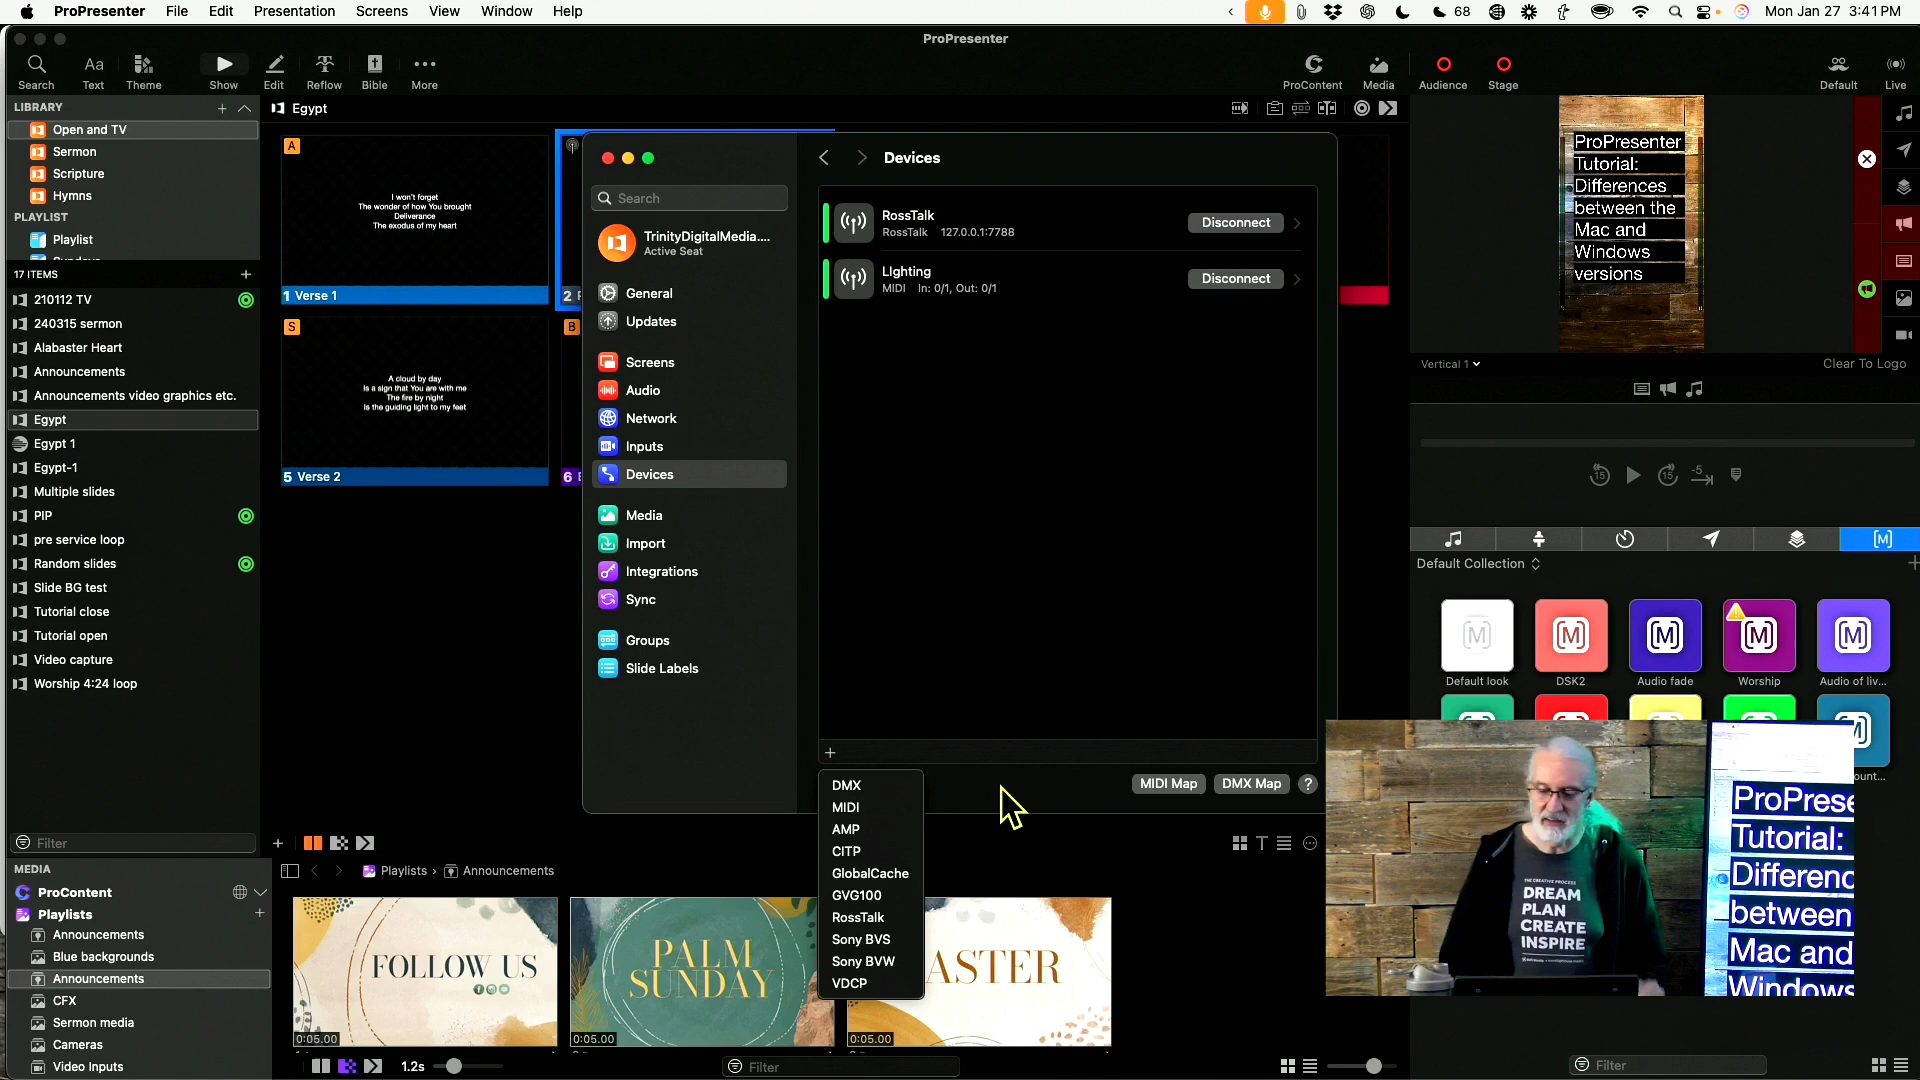 ProPresenter File Edit Presentation Screens View Window Help
68 Mon Jan 27 3:41 PM
ProPresenter
Search Text Theme Show Edit Reflow Bible More ProContent Media Audience Stage Default Live
LIBRARY
Open and TV
Sermon
Scripture
Hymns
PLAYLIST
Playlist
17 ITEMS
210112 TV
240315 sermon
Alabaster Heart
Announcements
Announcements video graphics etc.
Egypt
Egypt 1
Egypt-1
Multiple slides
PIP
pre service loop
Random slides
Slide BG test
Tutorial close
Tutorial open
Video capture
Worship 4:24 loop
Filter
MEDIA
ProContent
Playlists
Announcements
Blue backgrounds
Announcements
CFX
Sermon media
Cameras
Video Inputs
Egypt
A
I won't forget
The wonder of how You brought
Deliverance
The exodus of my heart
1 Verse 1
2
S
A cloud by day
Is a sign that You are with me
The fire by night
Is the guiding light to my feet
5 Verse 2
B
6
Search
TrinityDigitalMedia....
Active Seat
General
Updates
Screens
Audio
Network
Inputs
Devices
Media
Import
Integrations
Sync
Groups
Slide Labels
Devices
RossTalk
RossTalk 127.0.0.1:7788
Disconnect
LIghting
MIDI In: 0/1, Out: 0/1
Disconnect
+
MIDI Map DMX Map ?
DMX
MIDI
AMP
CITP
GlobalCache
GVG100
RossTalk
Sony BVS
Sony BVW
VDCP
Playlists › Announcements
FOLLOW US
0:05.00
PALM
SUNDAY
0:05.00
ASTER
0:05.00
1.2s
Filter
ProPresenter
Tutorial:
Differences
between the
Mac and
Windows
versions
Vertical 1
Clear To Logo
15 15 -5
Default Collection
Default look
DSK2
Audio fade
Worship
Audio of liv...
ount...
THE CREATIVE PROCESS
DREAM
PLAN
CREATE
INSPIRE
ProPrese
Tutorial:
Differenc
between
Mac and
Windows
Filter